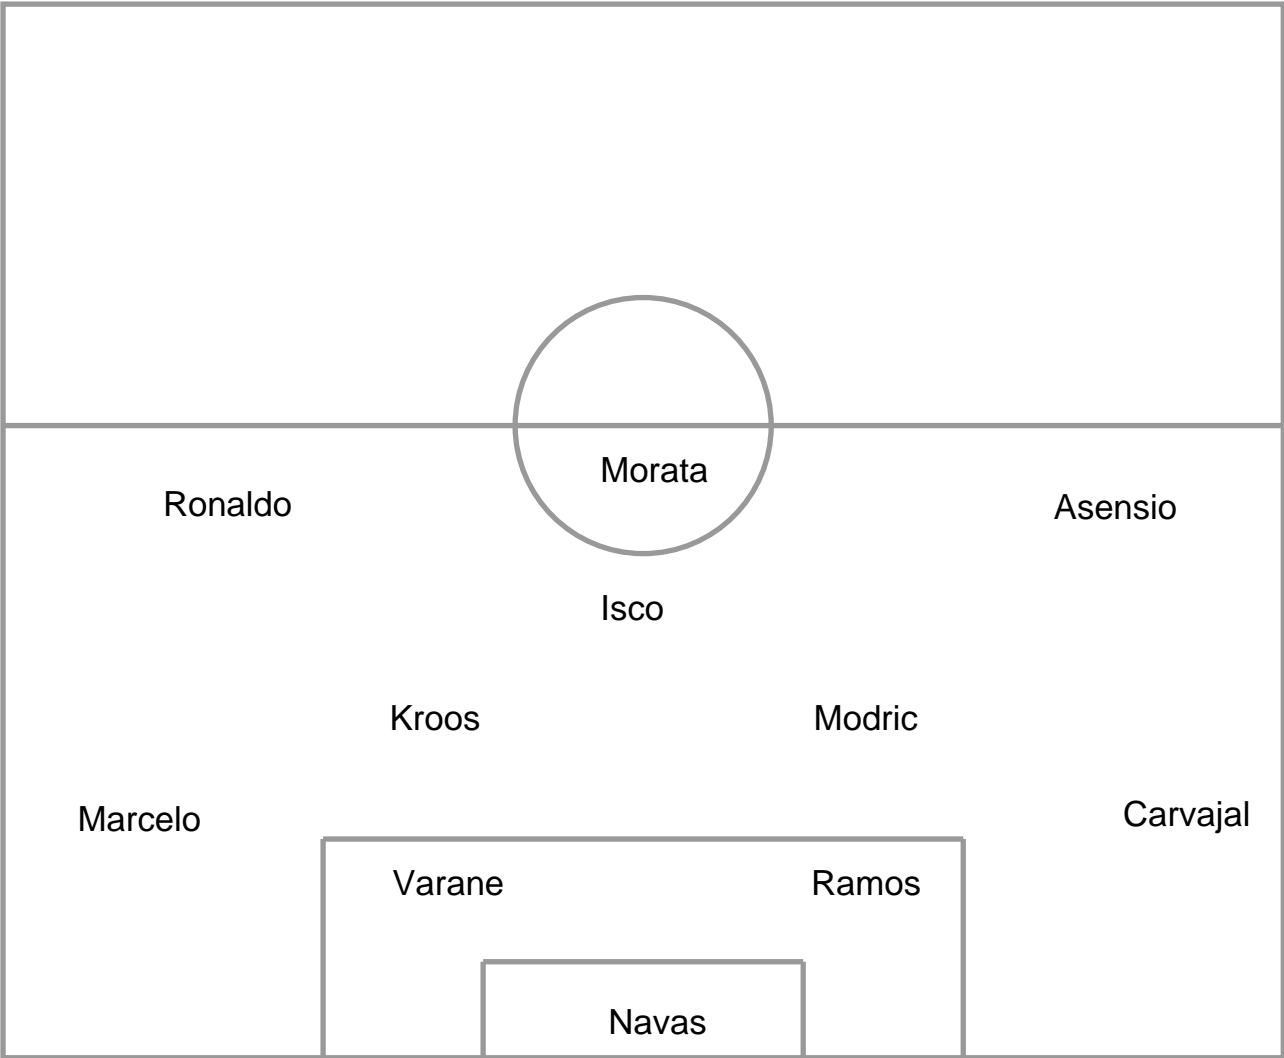 Morata
Ronaldo
Asensio
Isco
Kroos
Modric
Marcelo
Carvajal
Varane
Ramos
Navas